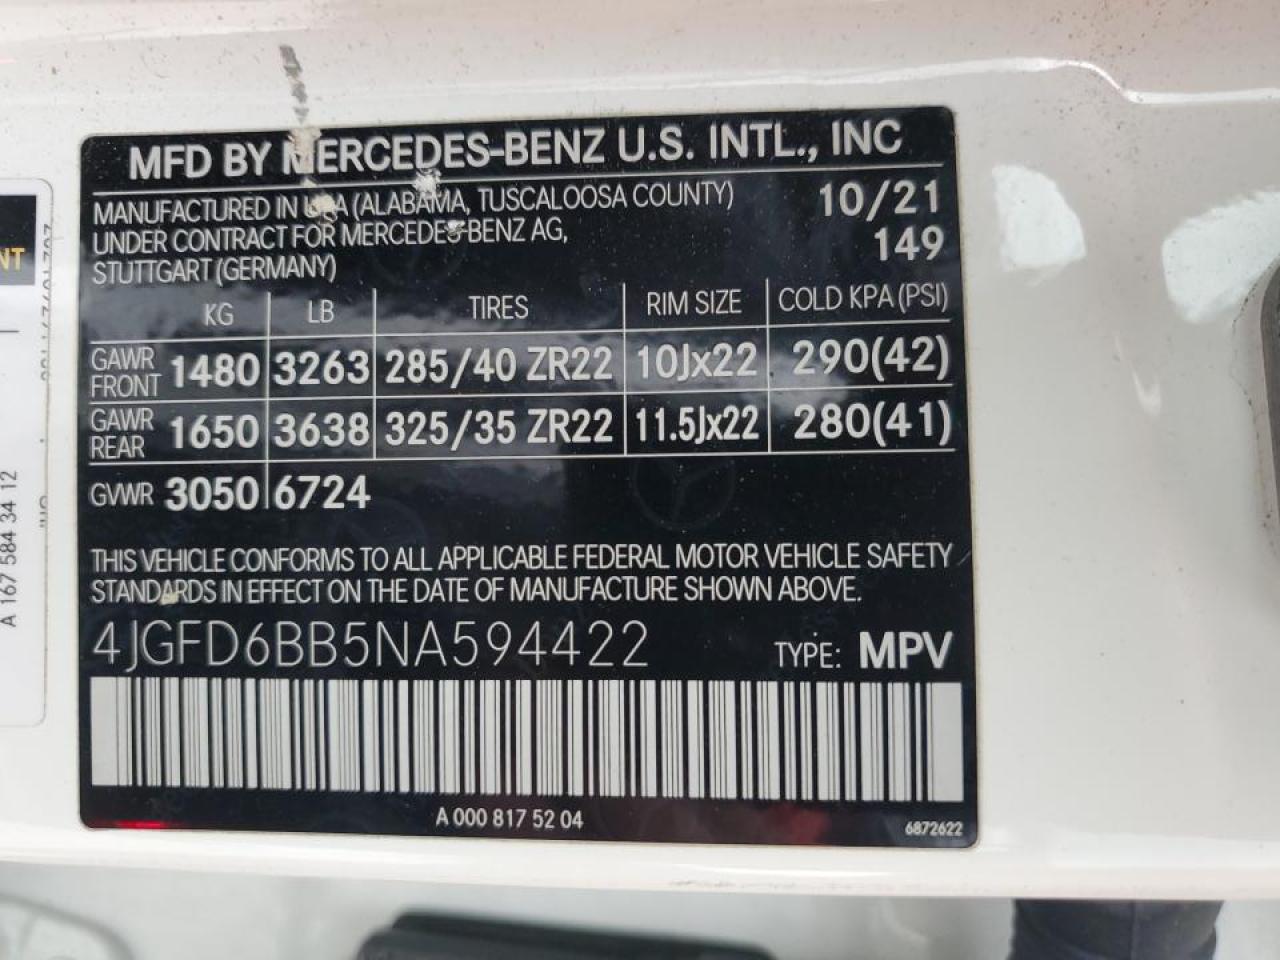 MFD BY MERCEDES-BENZ U.S. INTL., INC
MANUFACTURED IN USA (ALABAMA, TUSCALOOSA COUNTY) 10/21
UNDER CONTRACT FOR MERCEDES-BENZ AG, 149
STUTTGART (GERMANY)
KG LB TIRES RIM SIZE COLD KPA (PSI)
GAWR FRONT 1480 3263 285/40 ZR22 10Jx22 290(42)
GAWR REAR 1650 3638 325/35 ZR22 11.5Jx22 280(41)
GVWR 3050 6724
THIS VEHICLE CONFORMS TO ALL APPLICABLE FEDERAL MOTOR VEHICLE SAFETY
STANDARDS IN EFFECT ON THE DATE OF MANUFACTURE SHOWN ABOVE.
4JGFD6BB5NA594422 TYPE: MPV
A 000 817 52 04
6872622
NT
A 167 584 34 12